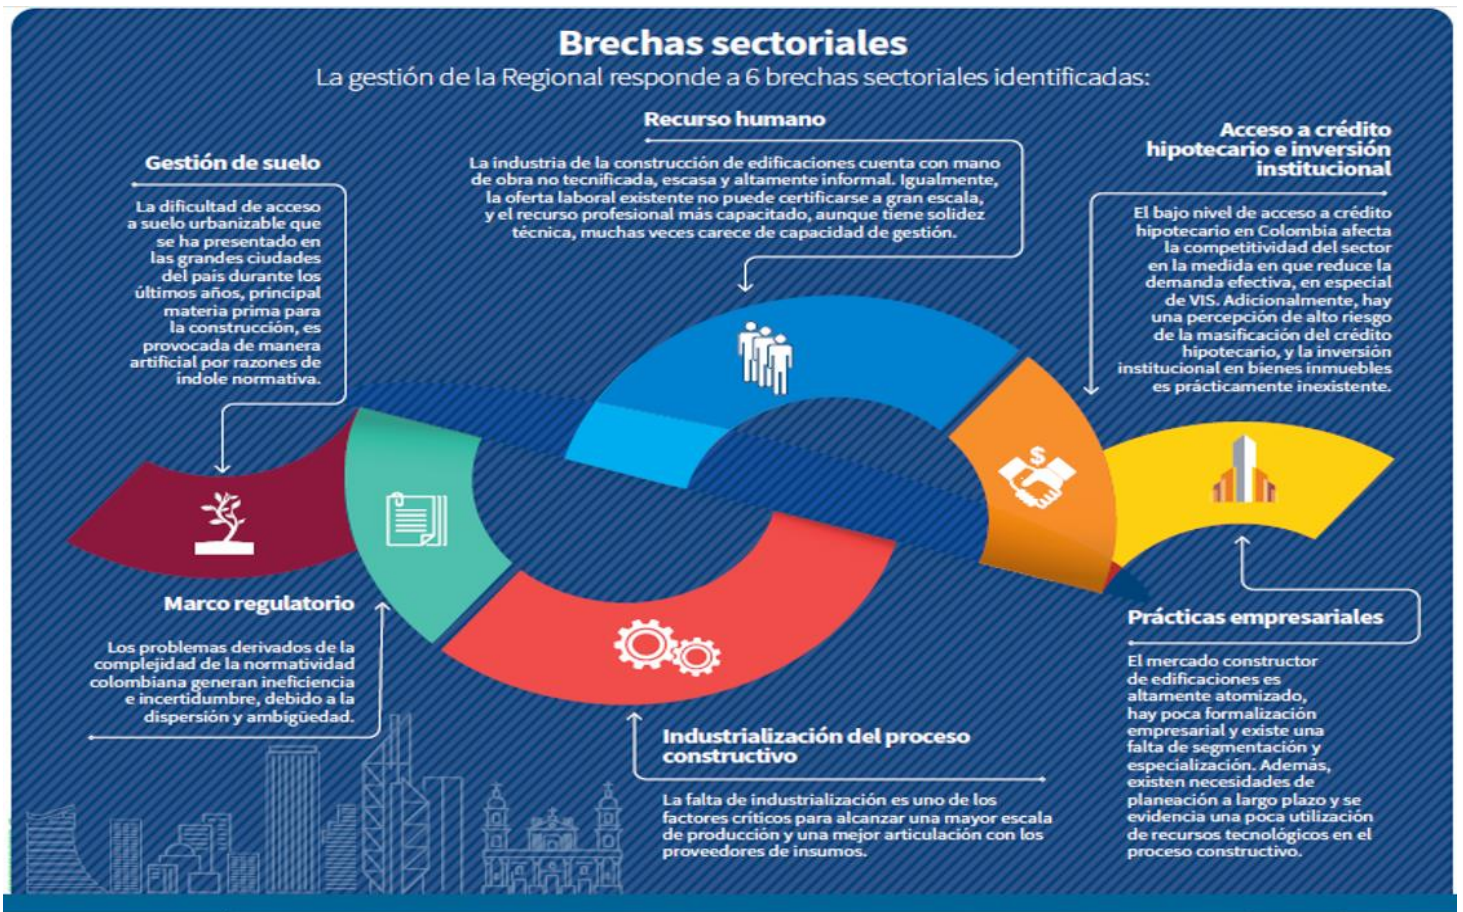 Brechas sectoriales
La gestión de la Regional responde a 6 brechas sectoriales identificadas:
Gestión de suelo
La dificultad de acceso
a suelo urbanizable que
se ha presentado en
las grandes ciudades
del país durante los
últimos años, principal
materia prima para
la construcción, es
provocada de manera
artificial por razones de
índole normativa.
Recurso humano
La industria de la construcción de edificaciones cuenta con mano
de obra no tecnificada, escasa y altamente informal. Igualmente,
la oferta laboral existente no puede certificarse a gran escala,
y el recurso profesional más capacitado, aunque tiene solidez
técnica, muchas veces carece de capacidad de gestión.
Acceso a crédito
hipotecario e inversión
institucional
El bajo nivel de acceso a crédito
hipotecario en Colombia afecta
la competitividad del sector
en la medida en que reduce la
demanda efectiva, en especial
de VIS. Adicionalmente, hay
una percepción de alto riesgo
de la masificación del crédito
hipotecario, y la inversión
institucional en bienes inmuebles
es prácticamente inexistente.
$
Marco regulatorio
Los problemas derivados de la
complejidad de la normatividad
colombiana generan ineficiencia
e incertidumbre, debido a la
dispersión y ambigüedad.
Industrialización del proceso
constructivo
La falta de industrialización es uno de los
factores críticos para alcanzar una mayor escala
de producción y una mejor articulación con los
proveedores de insumos.
Prácticas empresariales
El mercado constructor
de edificaciones es
altamente atomizado,
hay poca formalización
empresarial y existe una
falta de segmentación y
especialización. Además,
existen necesidades de
planeación a largo plazo y se
evidencia una poca utilización
de recursos tecnológicos en el
proceso constructivo.